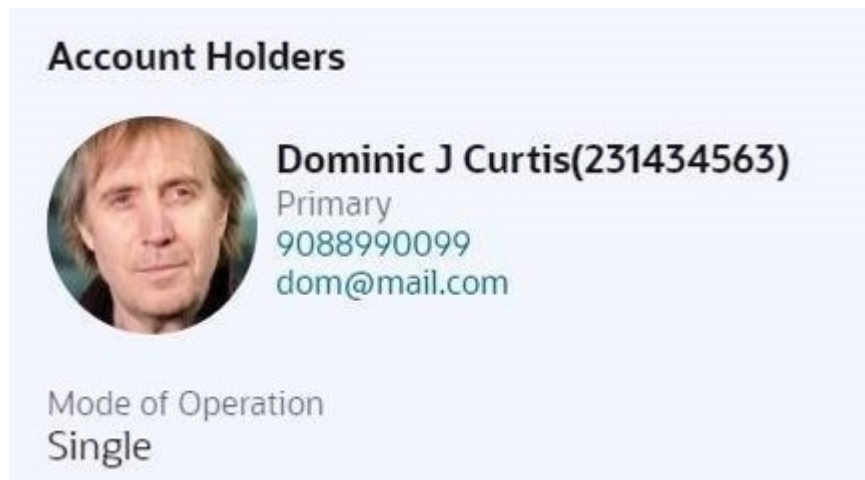 Account Holders
Dominic J Curtis(231434563)
Primary
9088990099
dom@mail.com
Mode of Operation
Single